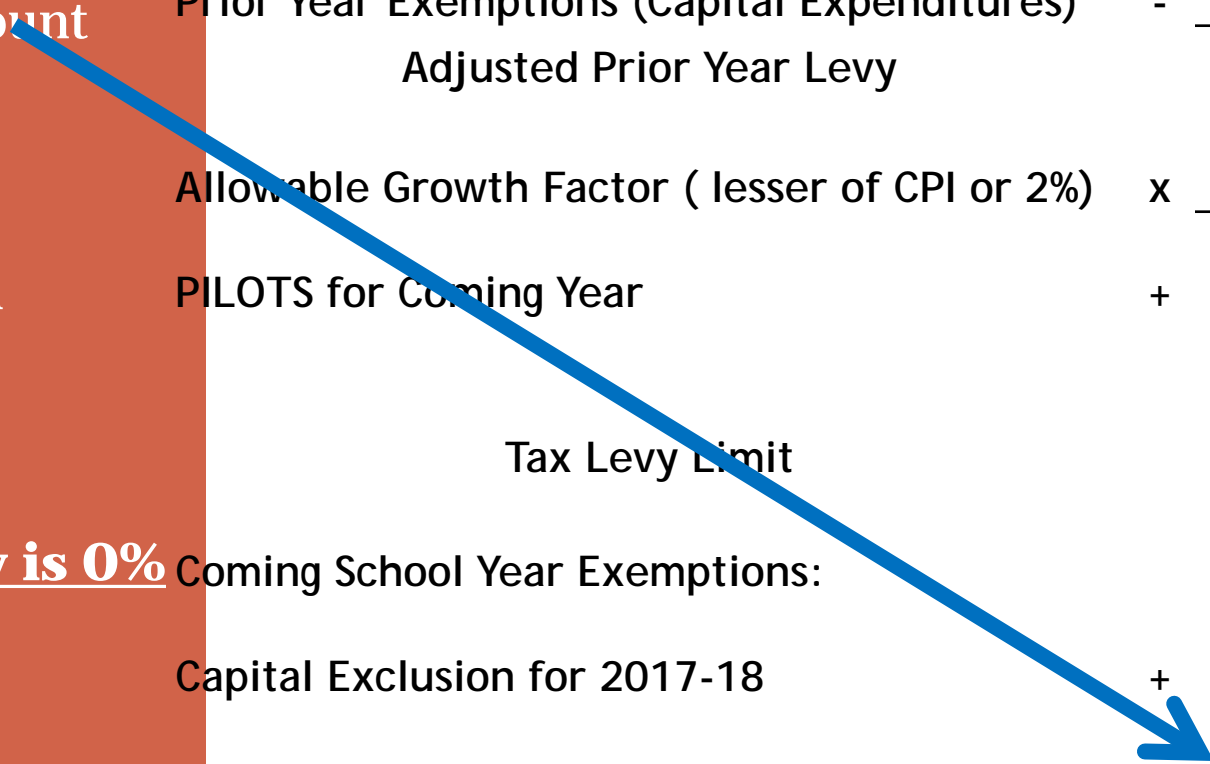 Prior Year Exemptions (Capital Expenditures) - _
Adjusted Prior Year Levy
Allowable Growth Factor ( lesser of CPI or 2%) x _
PILOTS for Coming Year +
Tax Levy Limit
is 0%
Coming School Year Exemptions:
Capital Exclusion for 2017-18 +